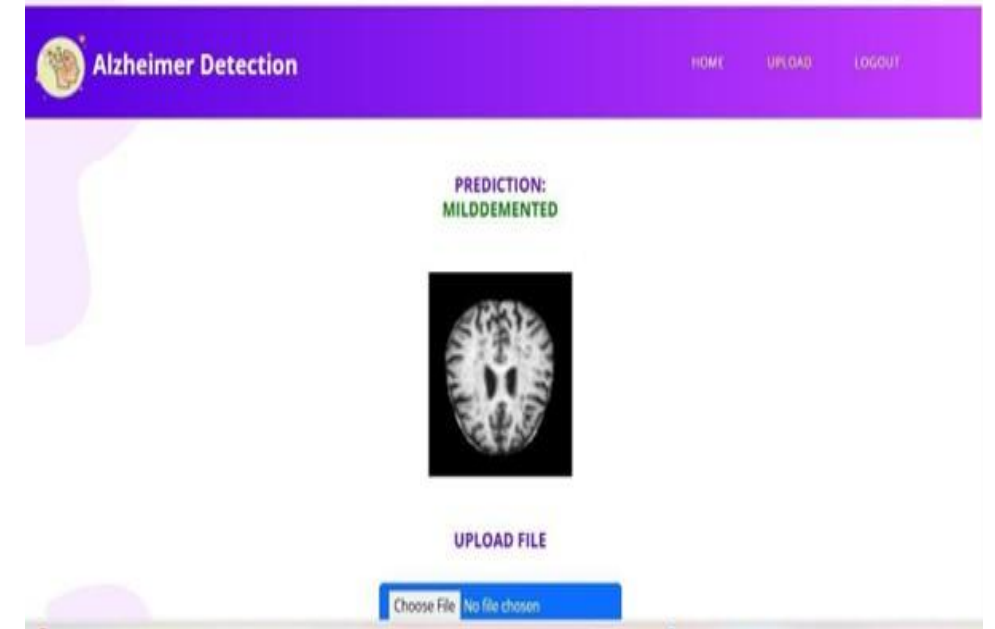 Alzheimer Detection
HOME UPLOAD LOGOUT
PREDICTION:
MILDDEMENTED
UPLOAD FILE
Choose File No file chosen